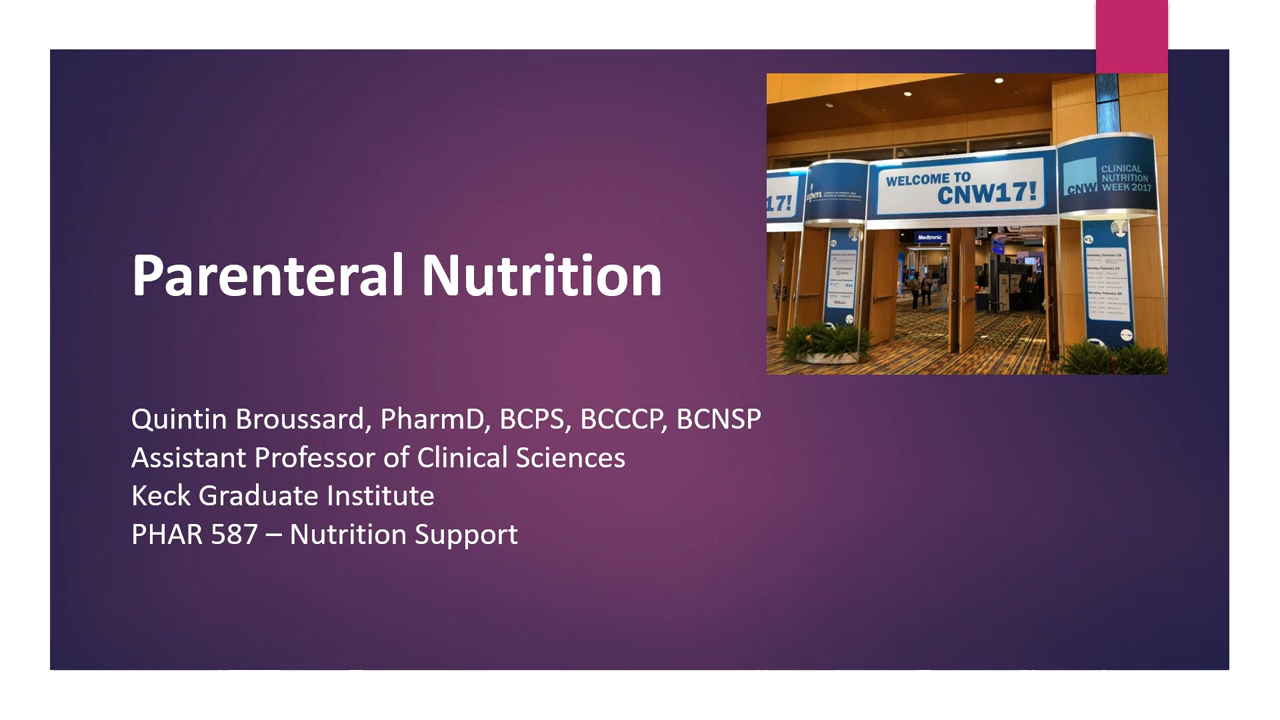 Parenteral Nutrition
Quintin Broussard, PharmD, BCPS, BCCCP, BCNSP
Assistant Professor of Clinical Sciences
Keck Graduate Institute
PHAR 587 – Nutrition Support
17!
WELCOME TO
CNW17!
CNW
CLINICAL
NUTRITION
WEEK 2017
Medtronic